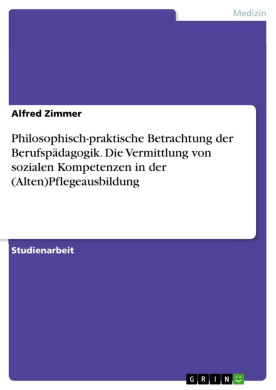 Medizin
Alfred Zimmer
Philosophisch-praktische Betrachtung der
Berufspädagogik. Die Vermittlung von
sozialen Kompetenzen in der
(Alten)Pflegeausbildung
Studienarbeit
GRIN